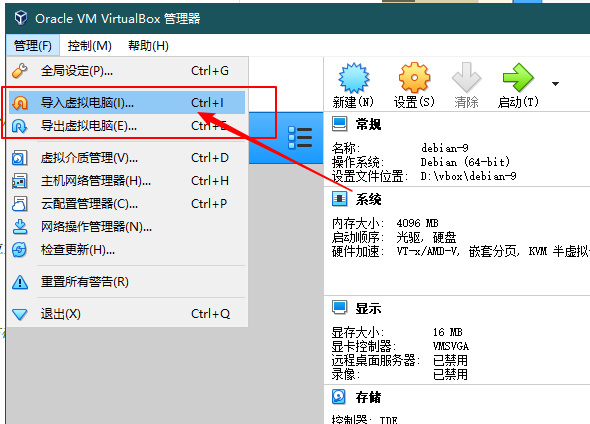 Oracle VM VirtualBox 管理器
管理(F) 控制(M) 帮助(H)
全局设定(P)... Ctrl+G
导入虚拟电脑(I)... Ctrl+I
导出虚拟电脑(E)...
虚拟介质管理(V)... Ctrl+D
主机网络管理器(H)... Ctrl+H
云配置管理器(C)... Ctrl+P
网络操作管理器(N)...
检查更新(H)...
重置所有警告(R)
退出(X) Ctrl+Q
新建(N) 设置(S) 清除 启动(T)
常规
名称: debian-9
操作系统: Debian (64-bit)
设置文件位置: D:\vbox\debian-9
系统
内存大小: 4096 MB
启动顺序: 光驱, 硬盘
硬件加速: VT-x/AMD-V, 嵌套分页, KVM 半虚拟
显示
显存大小: 16 MB
显卡控制器: VMSVGA
远程桌面服务器: 已禁用
录像: 已禁用
存储
控制器: IDE